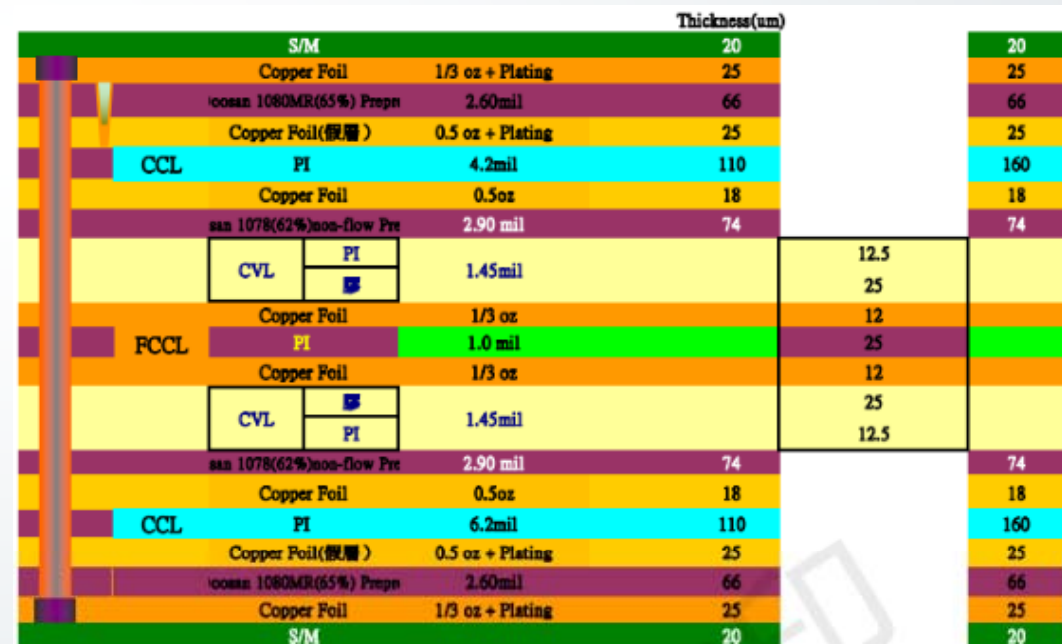 Thickness(um)
S/M 20 20
Copper Foil 1/3 oz + Plating 25 25
oosan 1080MR(65%) Prepre 2.60mil 66 66
Copper Foil(假層) 0.5 oz + Plating 25 25
CCL PI 4.2mil 110 160
Copper Foil 0.5oz 18 18
san 1078(62%)non-flow Pre 2.90 mil 74 74
CVL PI 1.45mil 12.5
25
Copper Foil 1/3 oz 12
FCCL PI 1.0 mil 25
Copper Foil 1/3 oz 12
CVL 1.45mil 25
PI 12.5
san 1078(62%)non-flow Pre 2.90 mil 74 74
Copper Foil 0.5oz 18 18
CCL PI 6.2mil 110 160
Copper Foil(假層) 0.5 oz + Plating 25 25
oosan 1080MR(65%) Prepre 2.60mil 66 66
Copper Foil 1/3 oz + Plating 25 25
S/M 20 20